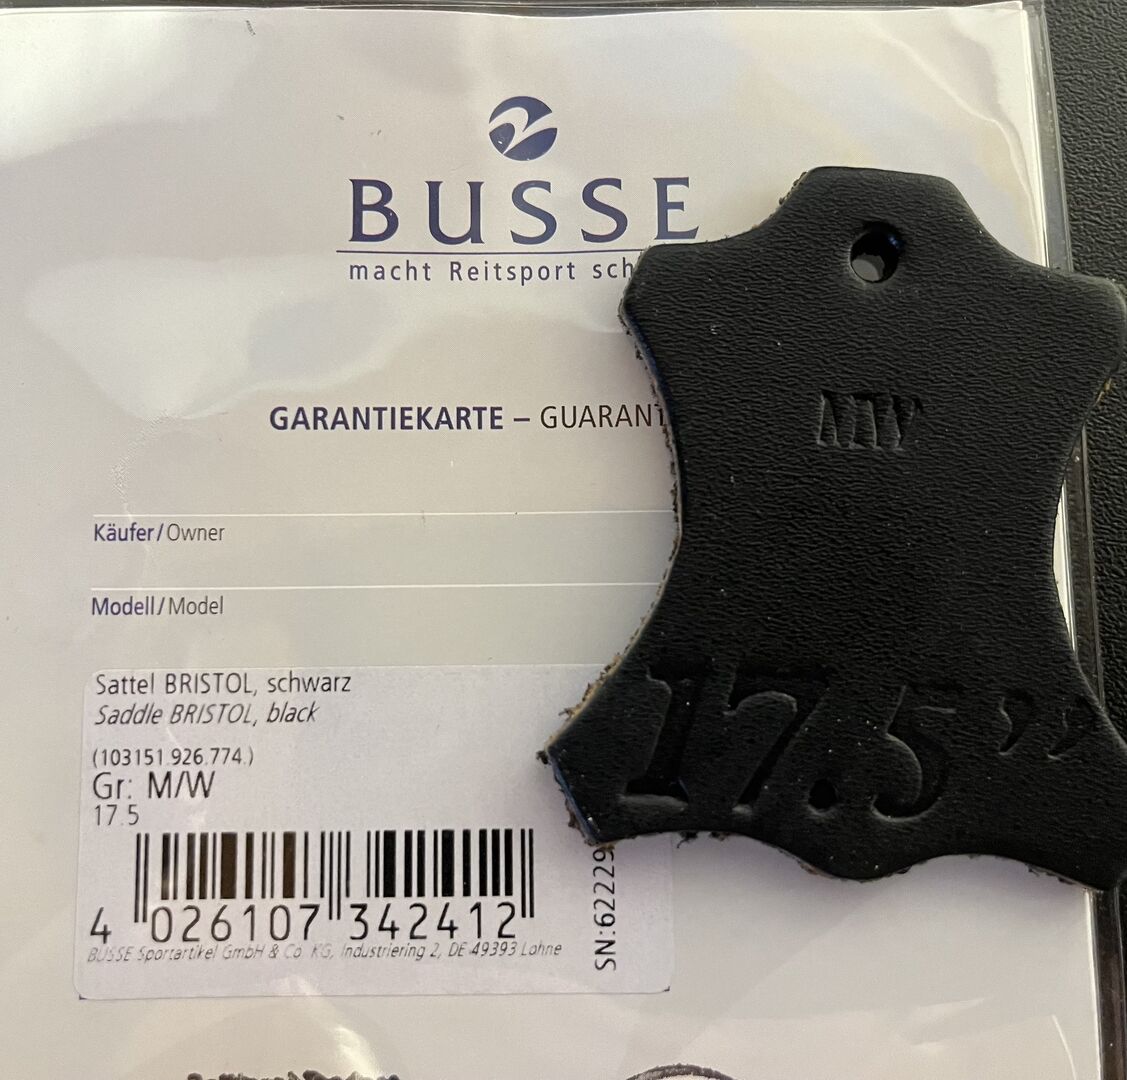 BUSSE
macht Reitsport sch
GARANTIEKARTE – GUARANT
Käufer/Owner
Modell/Model
Sattel BRISTOL, schwarz
Saddle BRISTOL, black
(103151.926.774.)
Gr: M/W
17.5
4 026107 342412
BUSSE Sportartikel GmbH & Co. KG, Industriering 2, DE-49393 Lohne
SN:62229
17.5’’